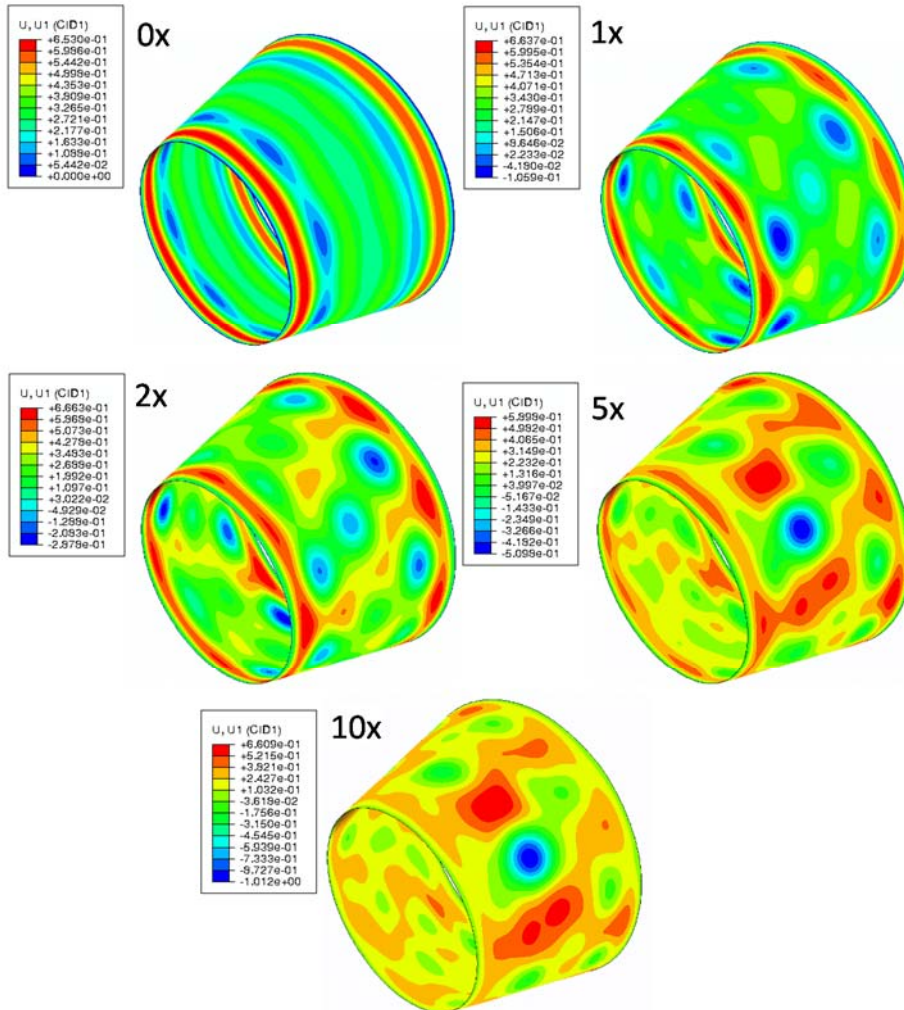 U, U1 (CID1)
+6.530e-01
+5.986e-01
+5.442e-01
+4.898e-01
+4.353e-01
+3.809e-01
+3.265e-01
+2.721e-01
+2.177e-01
+1.633e-01
+1.088e-01
+5.442e-02
+0.000e+00
0x
U, U1 (CID1)
+6.637e-01
+5.995e-01
+5.354e-01
+4.713e-01
+4.071e-01
+3.430e-01
+2.789e-01
+2.147e-01
+1.506e-01
+8.646e-02
+2.233e-02
-4.180e-02
-1.059e-01
1x
U, U1 (CID1)
+6.663e-01
+5.868e-01
+5.073e-01
+4.278e-01
+3.483e-01
+2.688e-01
+1.892e-01
+1.097e-01
+3.022e-02
-4.929e-02
-1.288e-01
-2.083e-01
-2.878e-01
2x
U, U1 (CID1)
+5.898e-01
+4.982e-01
+4.065e-01
+3.149e-01
+2.232e-01
+1.316e-01
+3.997e-02
-5.167e-02
-1.433e-01
-2.349e-01
-3.266e-01
-4.182e-01
-5.098e-01
5x
U, U1 (CID1)
+6.609e-01
+5.215e-01
+3.821e-01
+2.427e-01
+1.032e-01
-3.618e-02
-1.756e-01
-3.150e-01
-4.545e-01
-5.939e-01
-7.333e-01
-8.727e-01
-1.012e+00
10x